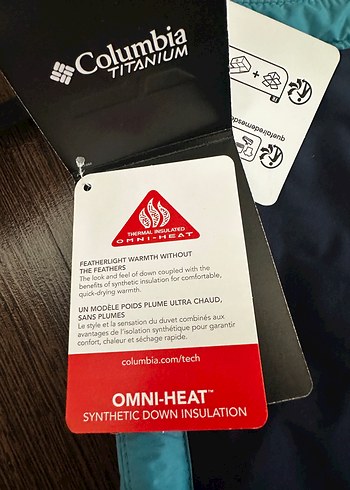 Columbia
TITANIUM
quefairedemesde
THERMAL INSULATED
OMNI-HEAT
FEATHERLIGHT WARMTH WITHOUT
THE FEATHERS
The look and feel of down coupled with the
benefits of synthetic insulation for comfortable,
quick-drying warmth.
UN MODÈLE POIDS PLUME ULTRA CHAUD,
SANS PLUMES
Le style et la sensation du duvet combinés aux
avantages de l'isolation synthétique pour garantir
confort, chaleur et séchage rapide.
columbia.com/tech
OMNI-HEAT™
SYNTHETIC DOWN INSULATION